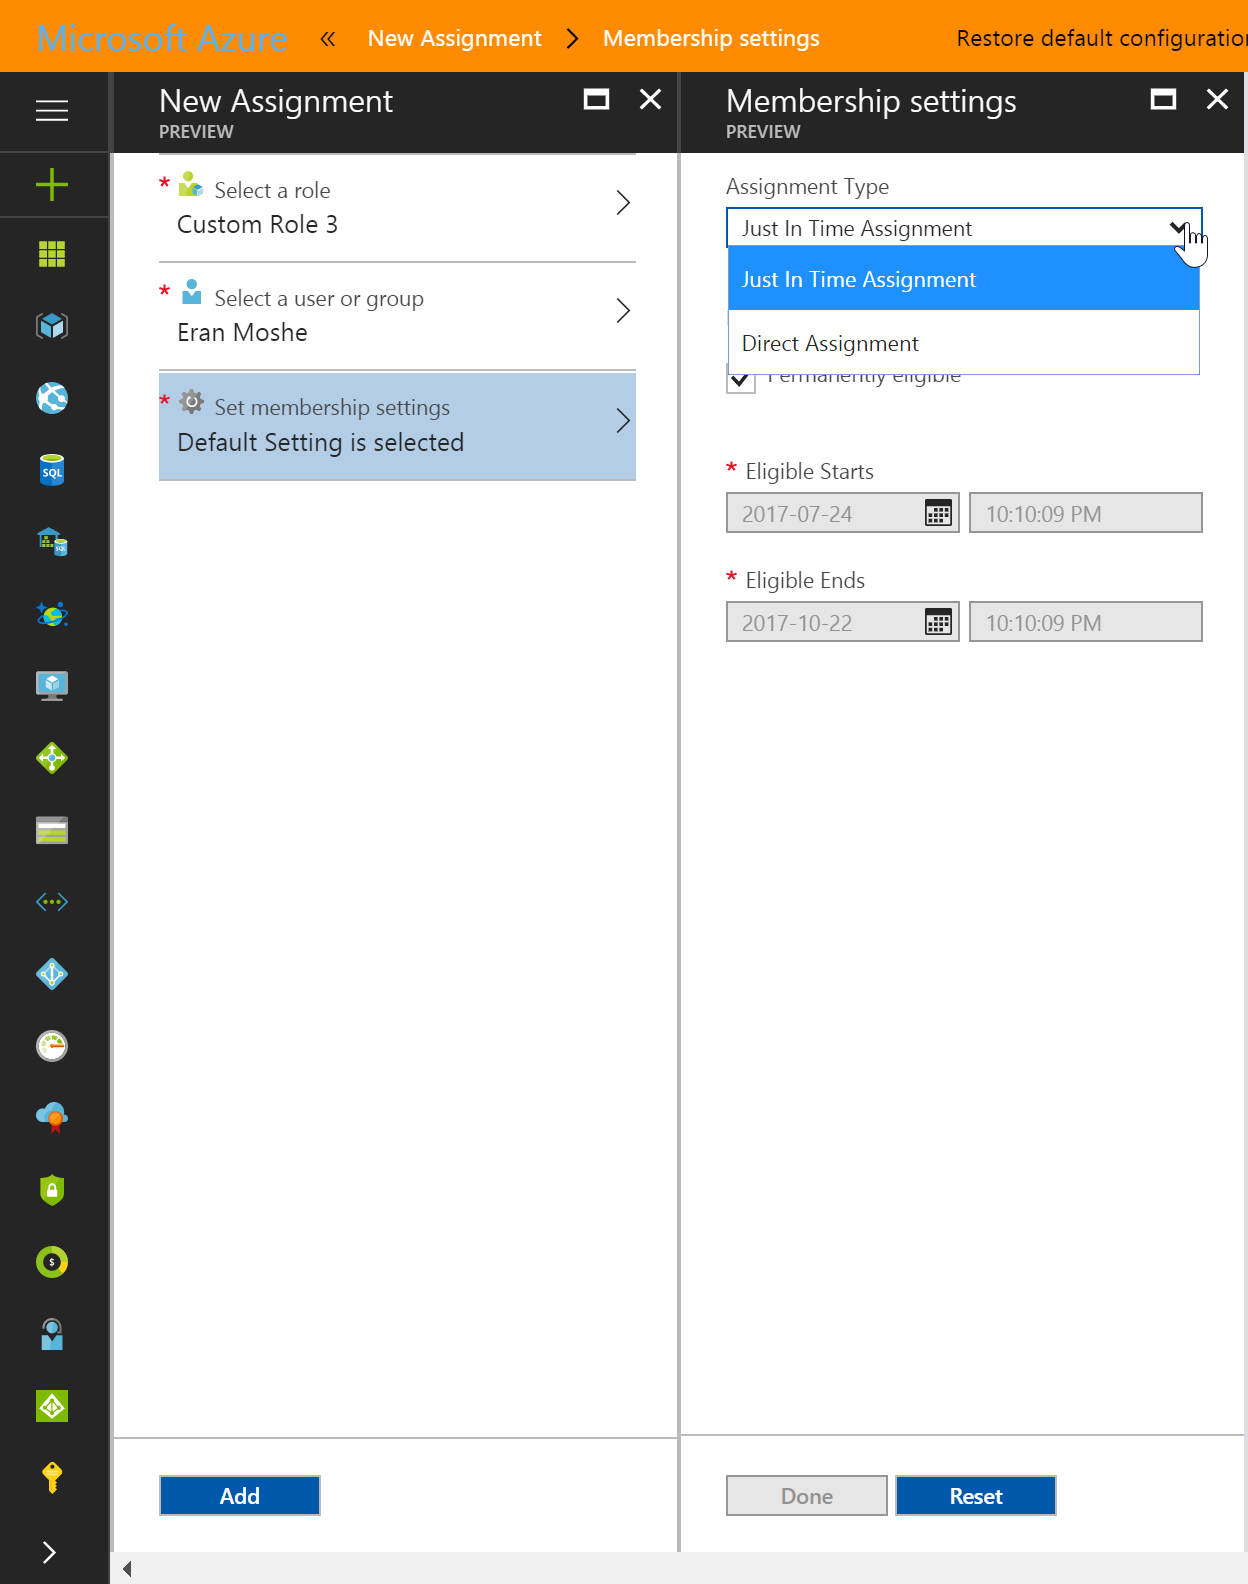 Microsoft Azure « New Assignment > Membership settings Restore default configuration
New Assignment
PREVIEW
* Select a role
Custom Role 3
* Select a user or group
Eran Moshe
* Set membership settings
Default Setting is selected
Add
Membership settings
PREVIEW
Assignment Type
Just In Time Assignment
Just In Time Assignment
Direct Assignment
Permanently eligible
* Eligible Starts
2017-07-24 10:10:09 PM
* Eligible Ends
2017-10-22 10:10:09 PM
Done Reset
SQL
SQL
$